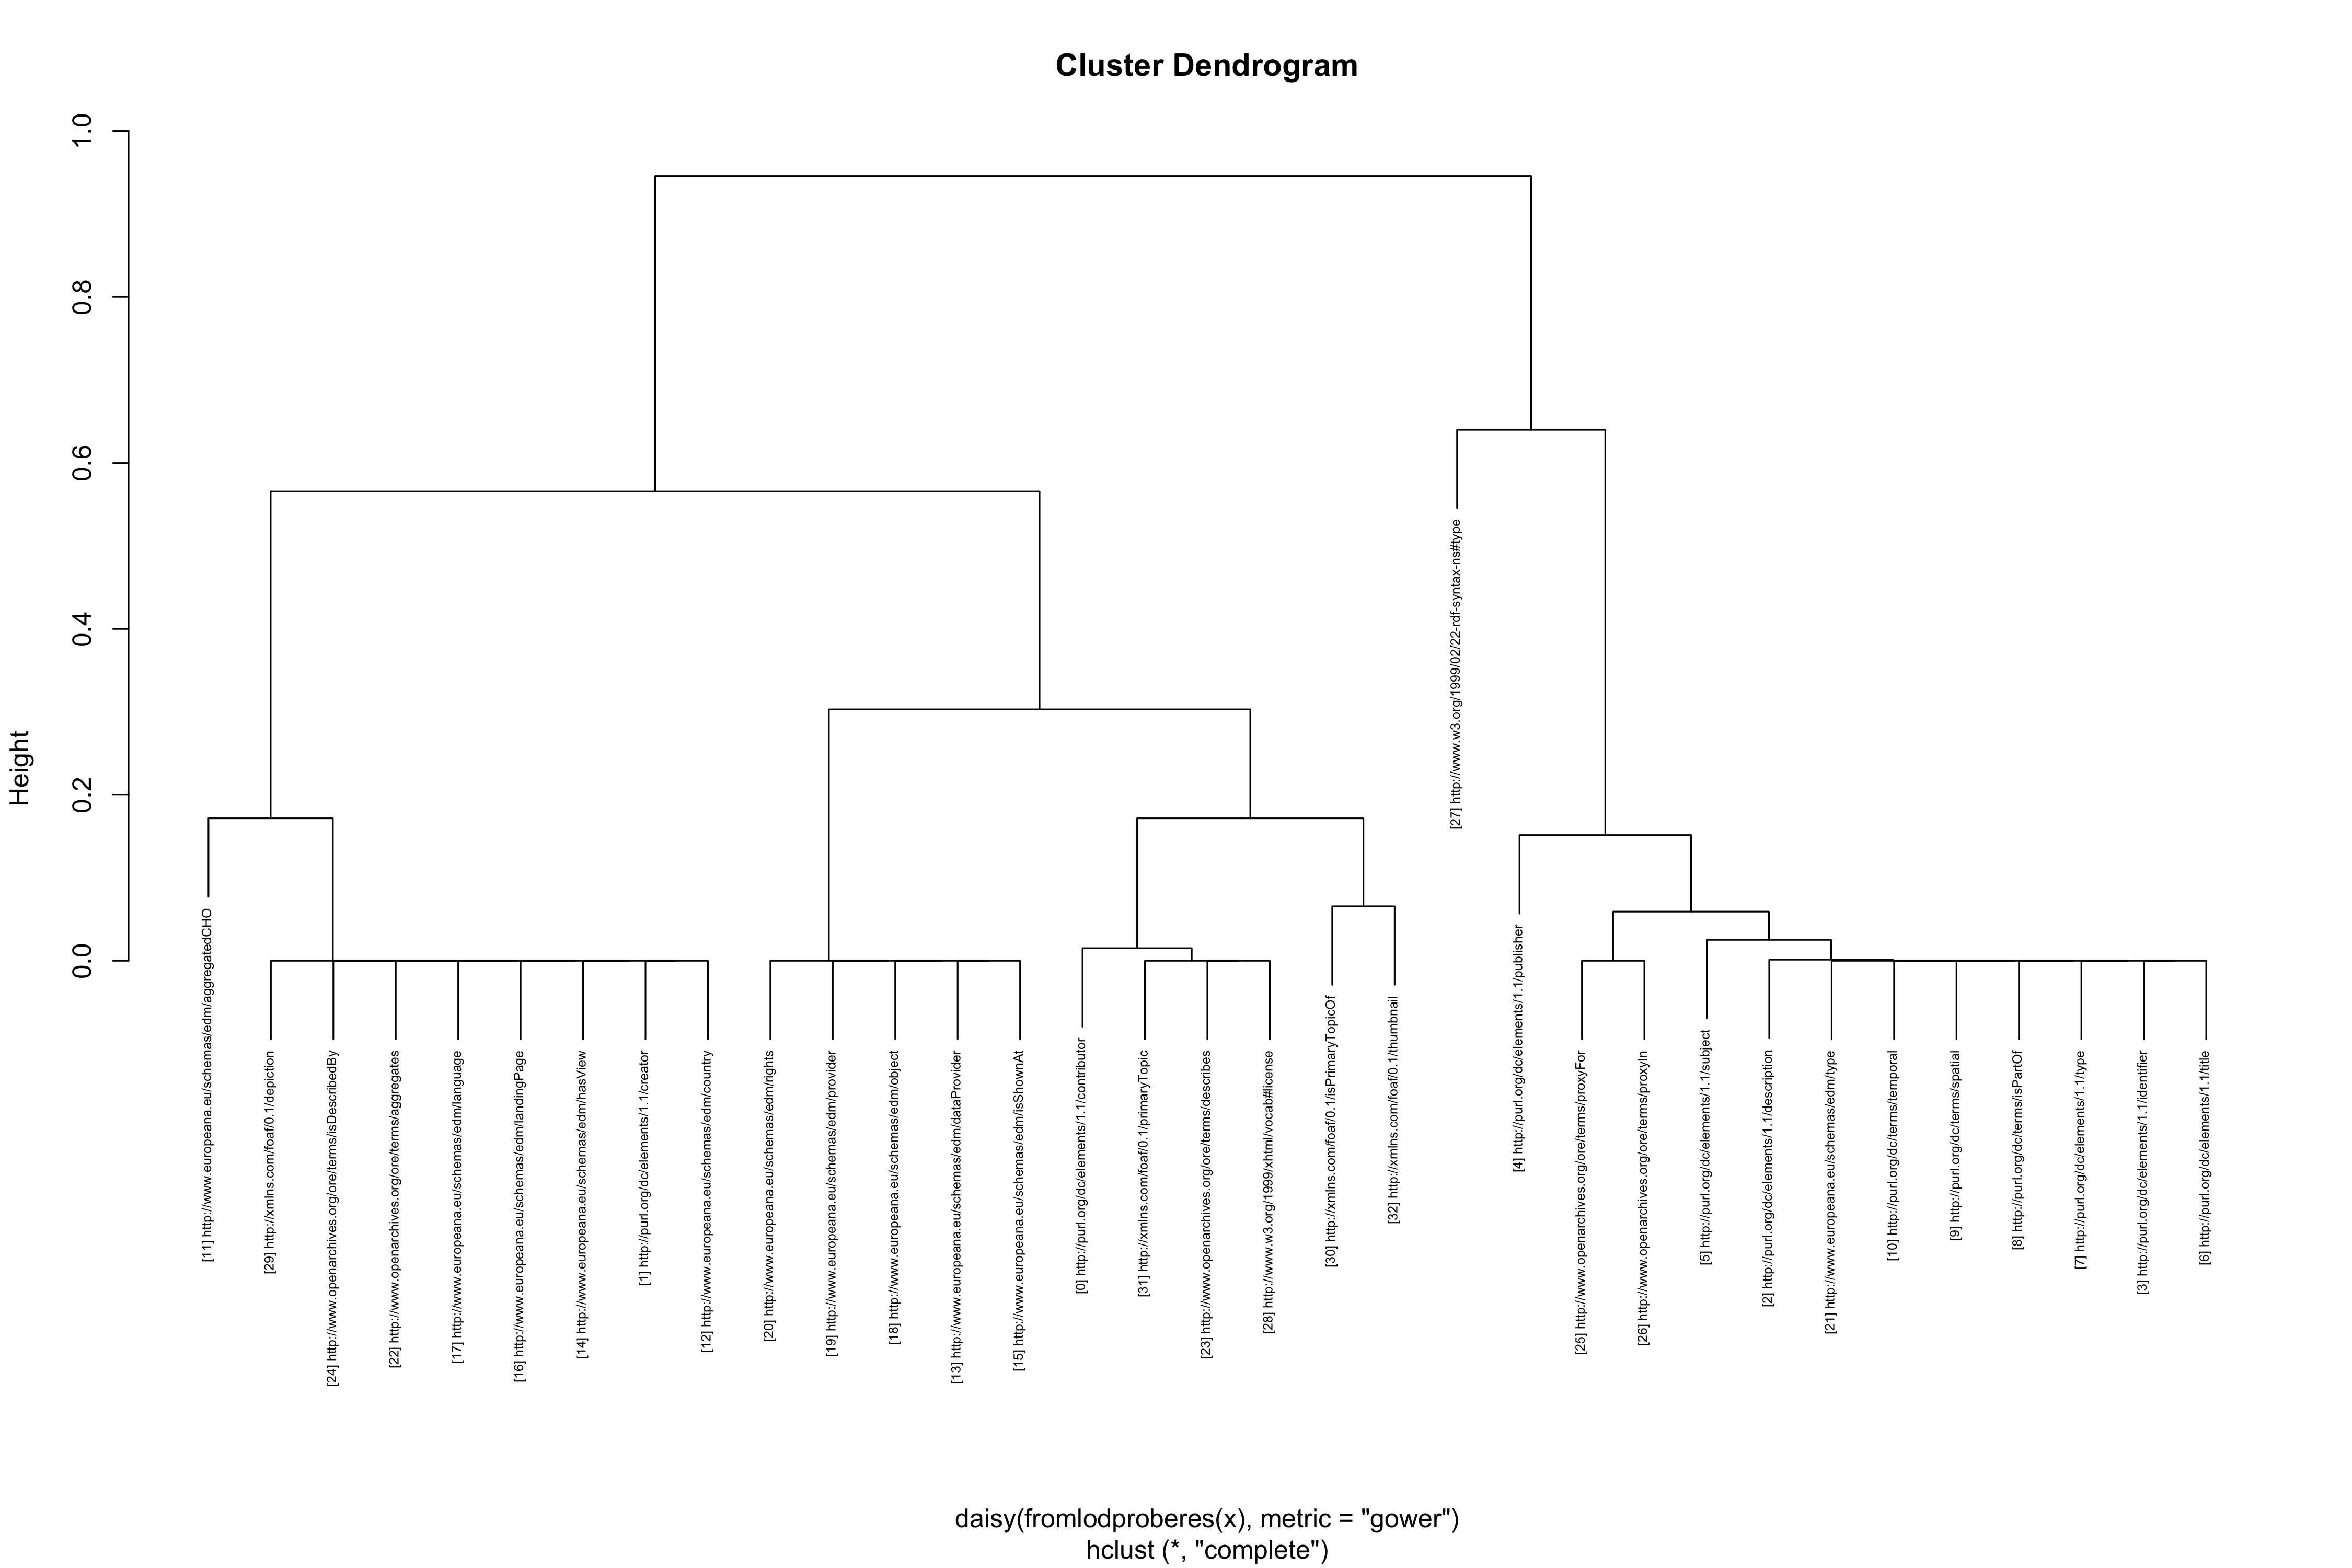 Cluster Dendrogram
Height
1.0
0.8
0.6
0.4
0.2
0.0
[11] http://www.europeana.eu/schemas/edm/aggregatedCHO
[29] http://xmlns.com/foaf/0.1/depiction
[24] http://www.openarchives.org/ore/terms/isDescribedBy
[22] http://www.openarchives.org/ore/terms/aggregates
[17] http://www.europeana.eu/schemas/edm/language
[16] http://www.europeana.eu/schemas/edm/landingPage
[14] http://www.europeana.eu/schemas/edm/hasView
[1] http://purl.org/dc/elements/1.1/creator
[12] http://www.europeana.eu/schemas/edm/country
[20] http://www.europeana.eu/schemas/edm/rights
[19] http://www.europeana.eu/schemas/edm/provider
[18] http://www.europeana.eu/schemas/edm/object
[13] http://www.europeana.eu/schemas/edm/dataProvider
[15] http://www.europeana.eu/schemas/edm/isShownAt
[0] http://purl.org/dc/elements/1.1/contributor
[31] http://xmlns.com/foaf/0.1/primaryTopic
[23] http://www.openarchives.org/ore/terms/describes
[28] http://www.w3.org/1999/xhtml/vocab#license
[30] http://xmlns.com/foaf/0.1/isPrimaryTopicOf
[32] http://xmlns.com/foaf/0.1/thumbnail
[27] http://www.w3.org/1999/02/22-rdf-syntax-ns#type
[4] http://purl.org/dc/elements/1.1/publisher
[25] http://www.openarchives.org/ore/terms/proxyFor
[26] http://www.openarchives.org/ore/terms/proxyIn
[5] http://purl.org/dc/elements/1.1/subject
[2] http://purl.org/dc/elements/1.1/description
[21] http://www.europeana.eu/schemas/edm/type
[10] http://purl.org/dc/terms/temporal
[9] http://purl.org/dc/terms/spatial
[8] http://purl.org/dc/terms/isPartOf
[7] http://purl.org/dc/elements/1.1/type
[3] http://purl.org/dc/elements/1.1/identifier
[6] http://purl.org/dc/elements/1.1/title
daisy(fromlodproberes(x), metric = "gower")
hclust (*, "complete")